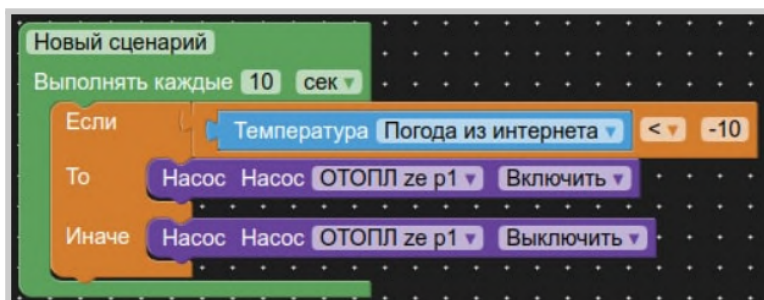 Новый сценарий
Выполнять каждые 10 сек
Если Температура Погода из интернета < -10
То Насос Насос ОТОПЛ ze p1 Включить
Иначе Насос Насос ОТОПЛ ze p1 Выключить